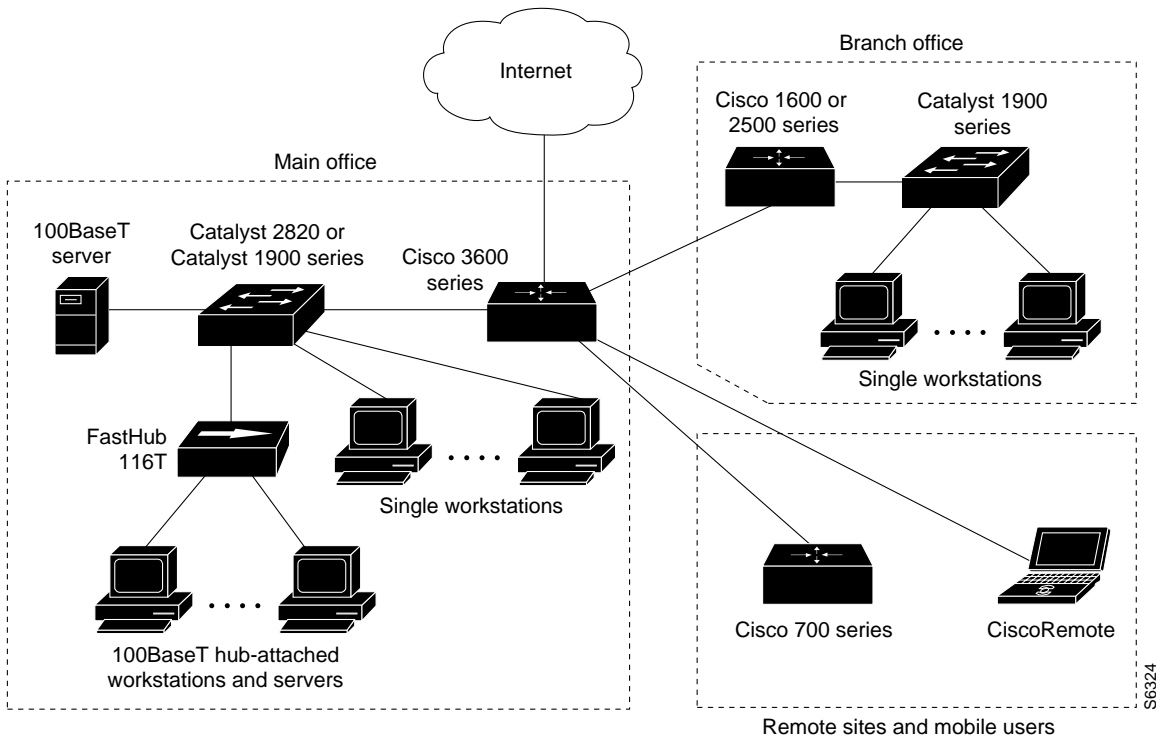 Internet
Branch office
Cisco 1600 or
2500 series
Catalyst 1900
series
Single workstations
Main office
100BaseT
server
Catalyst 2820 or
Catalyst 1900 series
Cisco 3600
series
FastHub
116T
Single workstations
100BaseT hub-attached
workstations and servers
Cisco 700 series
CiscoRemote
Remote sites and mobile users
S6324